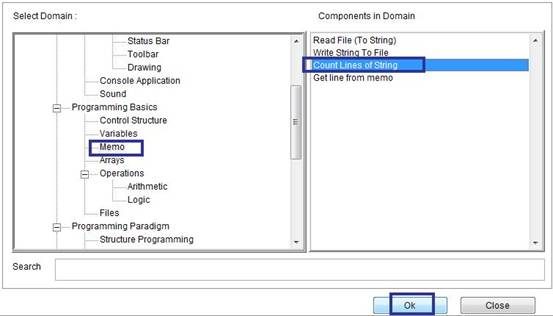 Select Domain :
Status Bar
Toolbar
Drawing
Console Application
Sound
Programming Basics
Control Structure
Variables
Memo
Arrays
Operations
Arithmetic
Logic
Files
Programming Paradigm
Structure Programming
Components in Domain
Read File (To String)
Write String To File
Count Lines of String
Get line from memo
Search
Ok
Close